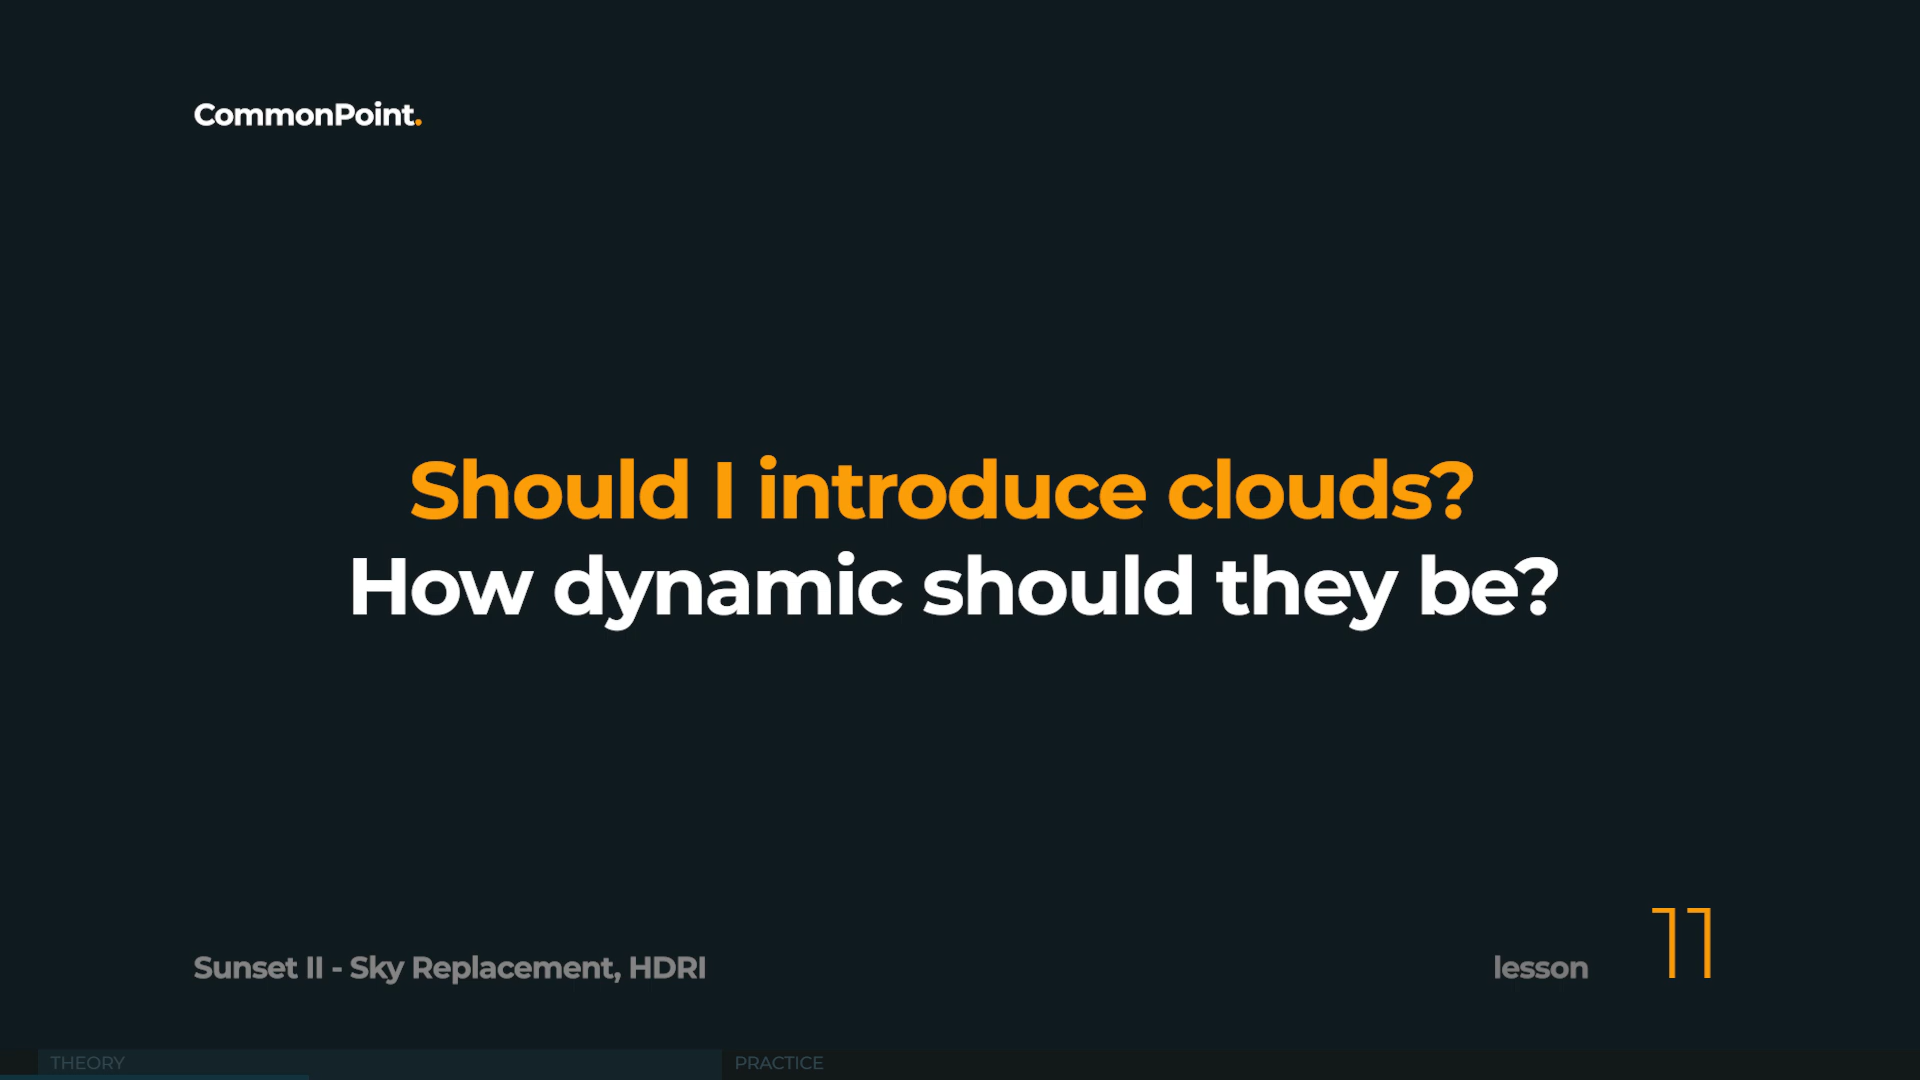 CommonPoint.
Should I introduce clouds?
How dynamic should they be?
Sunset II - Sky Replacement, HDRI
lesson 11
THEORY
PRACTICE